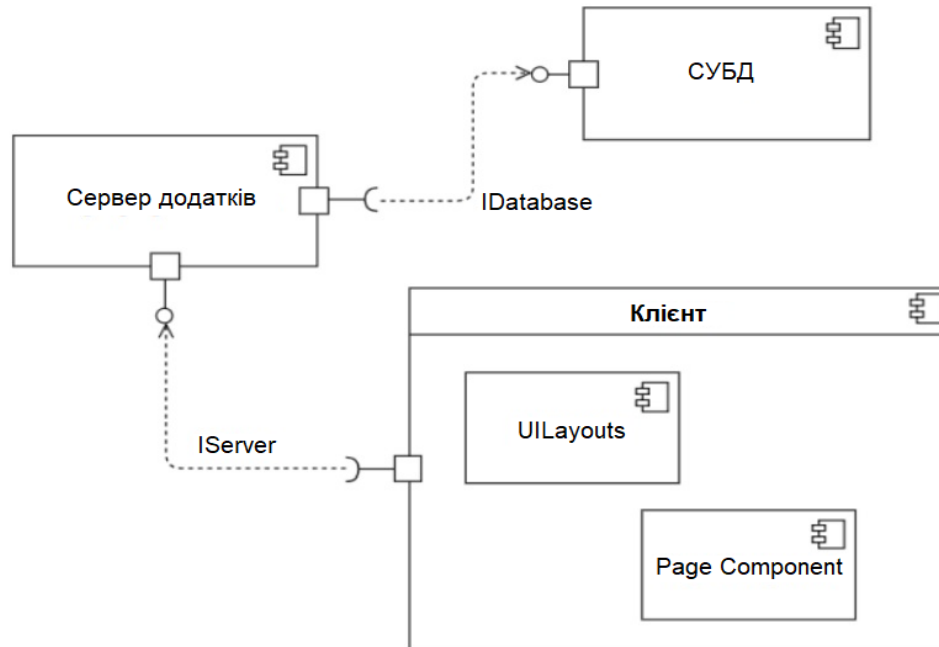 СУБД
Сервер додатків
IDatabase
Клієнт
UILayouts
IServer
Page Component